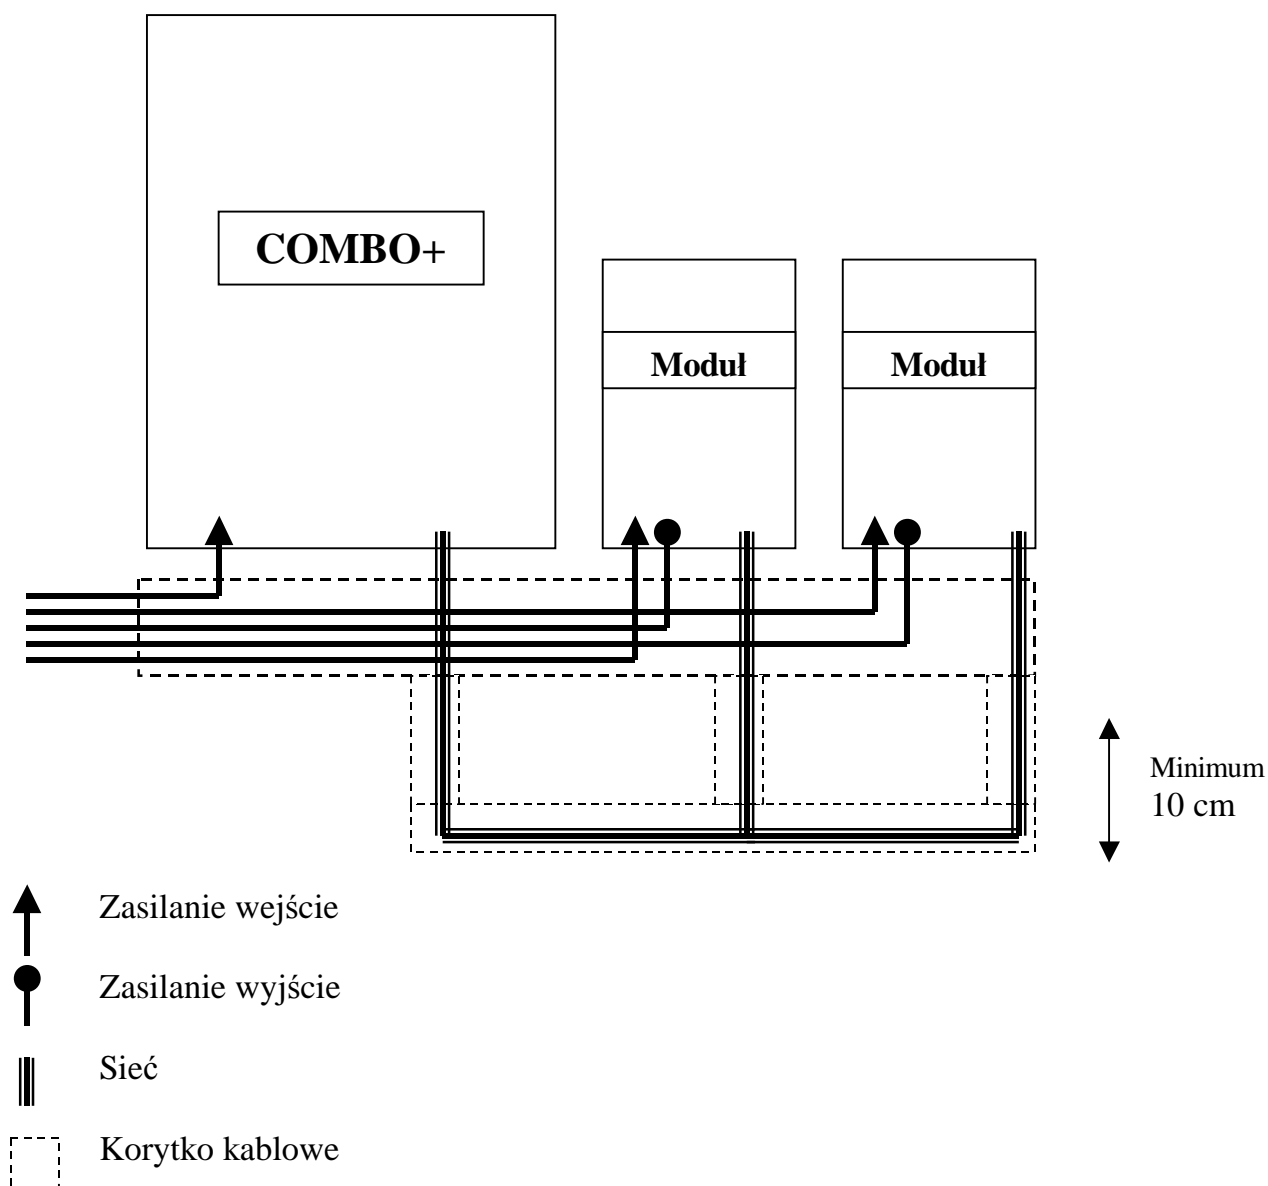 COMBO+
Moduł
Moduł
Minimum
10 cm
Zasilanie wejście
Zasilanie wyjście
Sieć
Korytko kablowe